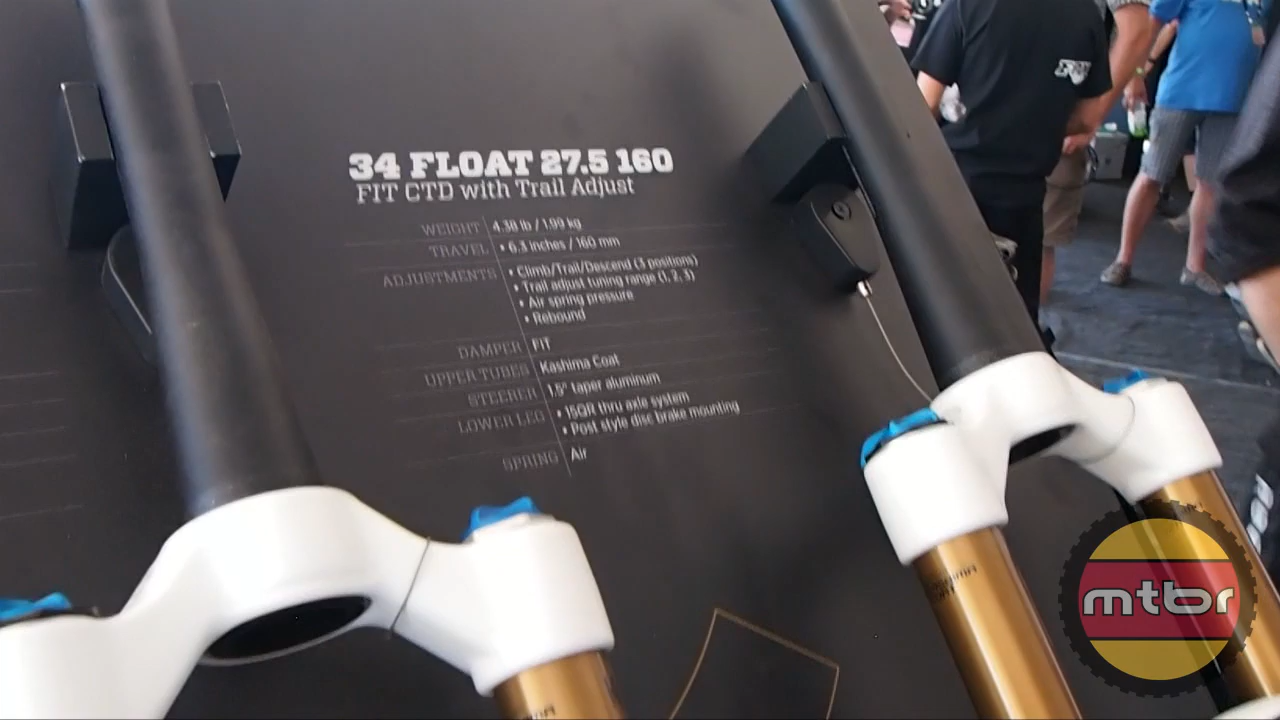 34 FLOAT 27.5 160
FIT CTD with Trail Adjust
WEIGHT 4.38 lb / 1.99 kg
TRAVEL • 6.3 inches / 160 mm
ADJUSTMENTS • Climb/Trail/Descend (3 positions)
• Trail adjust tuning range (1, 2, 3)
• Air spring pressure
• Rebound
DAMPER FIT
UPPER TUBES Kashima Coat
STEERER 1.5" taper aluminum
LOWER LEG • 15QR thru axle system
• Post style disc brake mounting
SPRING Air
FOX
mtbr